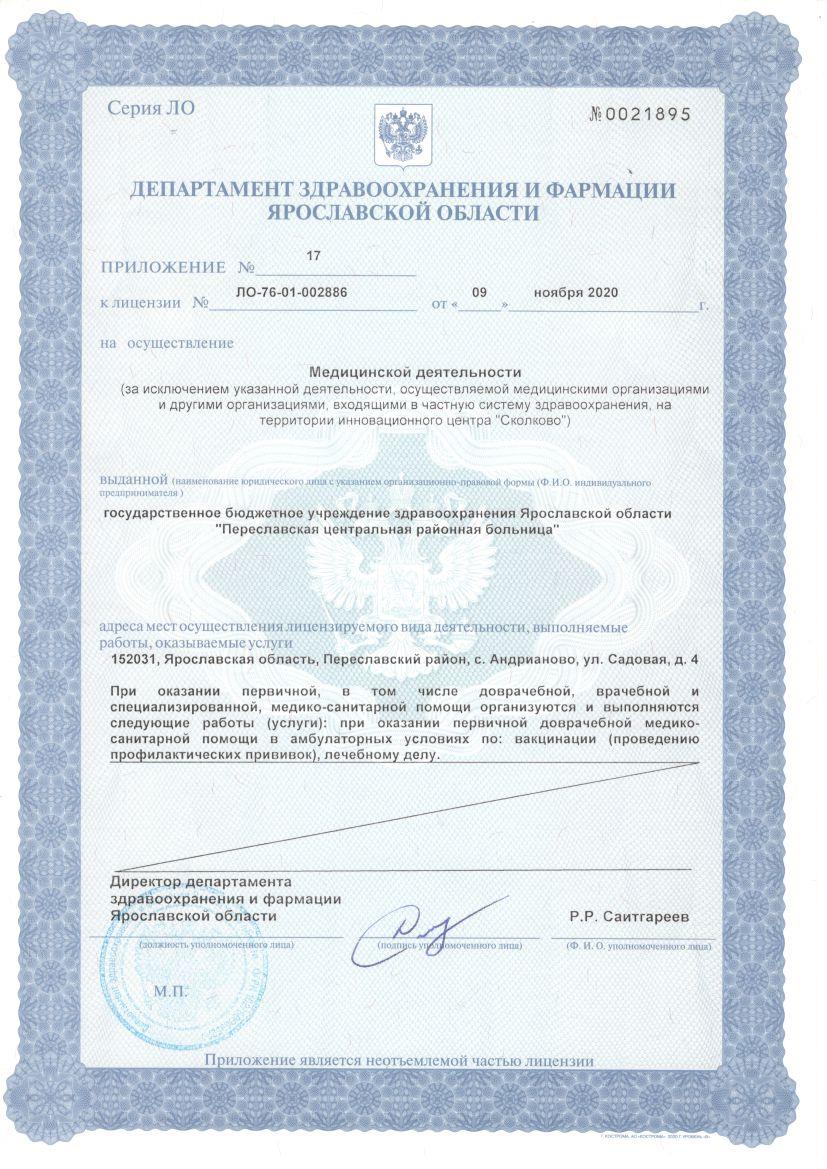 Серия ЛО
№0021895
ДЕПАРТАМЕНТ ЗДРАВООХРАНЕНИЯ И ФАРМАЦИИ
ЯРОСЛАВСКОЙ ОБЛАСТИ
ПРИЛОЖЕНИЕ № 17
к лицензии № ЛО-76-01-002886 от « 09 » ноября 2020 г.
на осуществление
Медицинской деятельности
(за исключением указанной деятельности, осуществляемой медицинскими организациями
и другими организациями, входящими в частную систему здравоохранения, на
территории инновационного центра "Сколково")
выданной (наименование юридического лица с указанием организационно-правовой формы (Ф.И.О. индивидуального
предпринимателя )
государственное бюджетное учреждение здравоохранения Ярославской области
"Переславская центральная районная больница"
адреса мест осуществления лицензируемого вида деятельности, выполняемые
работы, оказываемые услуги
152031, Ярославская область, Переславский район, с. Андрианово, ул. Садовая, д. 4
При оказании первичной, в том числе доврачебной, врачебной и
специализированной, медико-санитарной помощи организуются и выполняются
следующие работы (услуги): при оказании первичной доврачебной медико-
санитарной помощи в амбулаторных условиях по: вакцинации (проведению
профилактических прививок), лечебному делу.
Директор департамента
здравоохранения и фармации
Ярославской области
Р.Р. Саитгареев
(должность уполномоченного лица)
(подпись уполномоченного лица)
(Ф. И. О. уполномоченного лица)
М.П.
Приложение является неотъемлемой частью лицензии